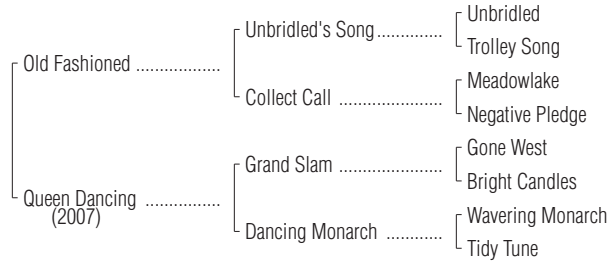 Unbridled
Unbridled's Song..............
Trolley Song
Old Fashioned ..................
Meadowlake
Collect Call ......................
Negative Pledge
Gone West
Grand Slam ......................
Bright Candles
Queen Dancing ................
(2007)
Wavering Monarch
Dancing Monarch ............
Tidy Tune